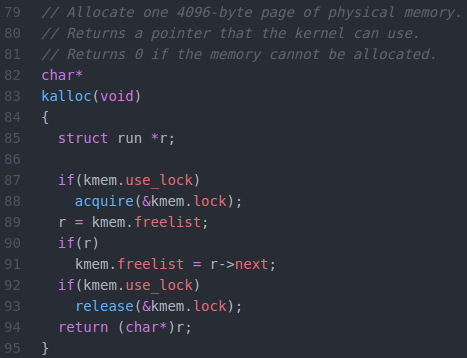 79 // Allocate one 4096-byte page of physical memory.
80 // Returns a pointer that the kernel can use.
81 // Returns 0 if the memory cannot be allocated.
82 char*
83 kalloc(void)
84 {
85   struct run *r;
86
87   if(kmem.use_lock)
88     acquire(&kmem.lock);
89   r = kmem.freelist;
90   if(r)
91     kmem.freelist = r->next;
92   if(kmem.use_lock)
93     release(&kmem.lock);
94   return (char*)r;
95 }